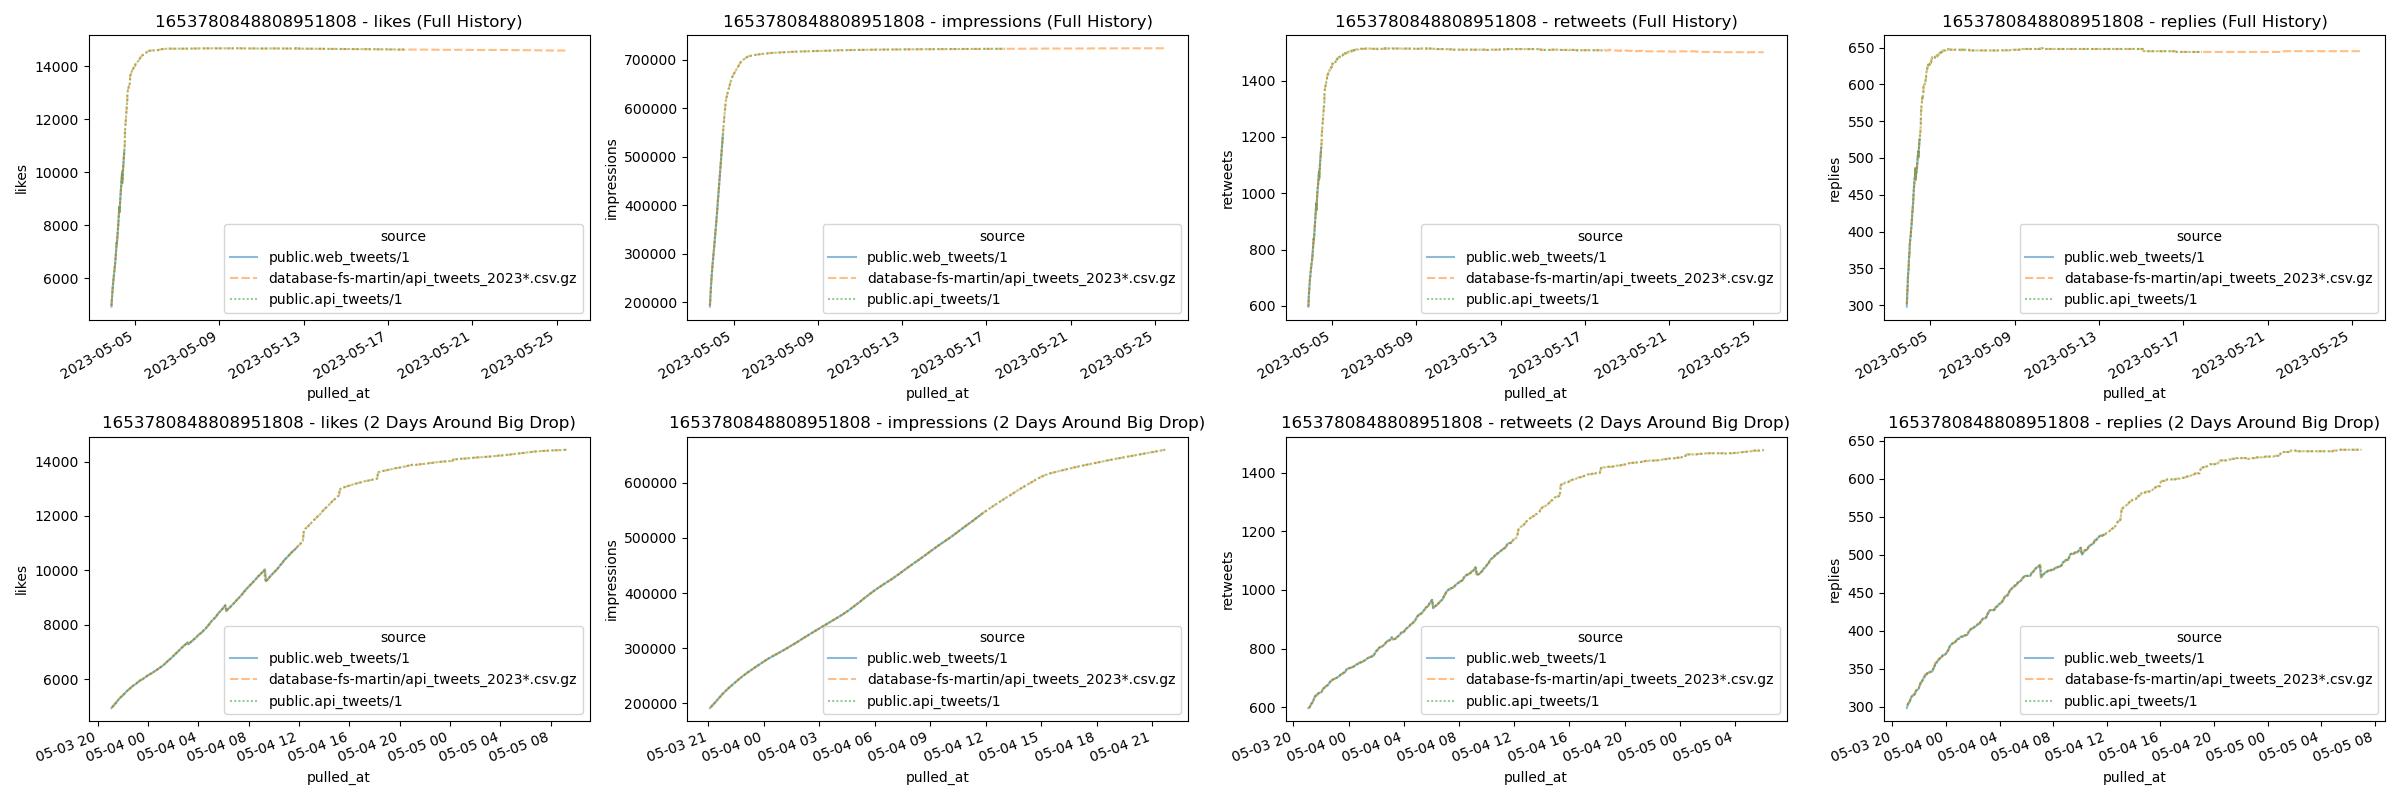 1653780848808951808 - likes (Full History)
likes
14000
12000
10000
8000
6000
source
public.web_tweets/1
database-fs-martin/api_tweets_2023*.csv.gz
public.api_tweets/1
2023-05-05
2023-05-09
2023-05-13
2023-05-17
2023-05-21
2023-05-25
pulled_at
1653780848808951808 - impressions (Full History)
impressions
700000
600000
500000
400000
300000
200000
source
public.web_tweets/1
database-fs-martin/api_tweets_2023*.csv.gz
public.api_tweets/1
2023-05-05
2023-05-09
2023-05-13
2023-05-17
2023-05-21
2023-05-25
pulled_at
1653780848808951808 - retweets (Full History)
retweets
1400
1200
1000
800
600
source
public.web_tweets/1
database-fs-martin/api_tweets_2023*.csv.gz
public.api_tweets/1
2023-05-05
2023-05-09
2023-05-13
2023-05-17
2023-05-21
2023-05-25
pulled_at
1653780848808951808 - replies (Full History)
replies
650
600
550
500
450
400
350
300
source
public.web_tweets/1
database-fs-martin/api_tweets_2023*.csv.gz
public.api_tweets/1
2023-05-05
2023-05-09
2023-05-13
2023-05-17
2023-05-21
2023-05-25
pulled_at
1653780848808951808 - likes (2 Days Around Big Drop)
likes
14000
12000
10000
8000
6000
source
public.web_tweets/1
database-fs-martin/api_tweets_2023*.csv.gz
public.api_tweets/1
05-03 20
05-04 00
05-04 04
05-04 08
05-04 12
05-04 16
05-04 20
05-05 00
05-05 04
05-05 08
pulled_at
1653780848808951808 - impressions (2 Days Around Big Drop)
impressions
600000
500000
400000
300000
200000
source
public.web_tweets/1
database-fs-martin/api_tweets_2023*.csv.gz
public.api_tweets/1
05-03 21
05-04 00
05-04 03
05-04 06
05-04 09
05-04 12
05-04 15
05-04 18
05-04 21
pulled_at
1653780848808951808 - retweets (2 Days Around Big Drop)
retweets
1400
1200
1000
800
600
source
public.web_tweets/1
database-fs-martin/api_tweets_2023*.csv.gz
public.api_tweets/1
05-03 20
05-04 00
05-04 04
05-04 08
05-04 12
05-04 16
05-04 20
05-05 00
05-05 04
pulled_at
1653780848808951808 - replies (2 Days Around Big Drop)
replies
650
600
550
500
450
400
350
300
source
public.web_tweets/1
database-fs-martin/api_tweets_2023*.csv.gz
public.api_tweets/1
05-03 20
05-04 00
05-04 04
05-04 08
05-04 12
05-04 16
05-04 20
05-05 00
05-05 04
05-05 08
pulled_at